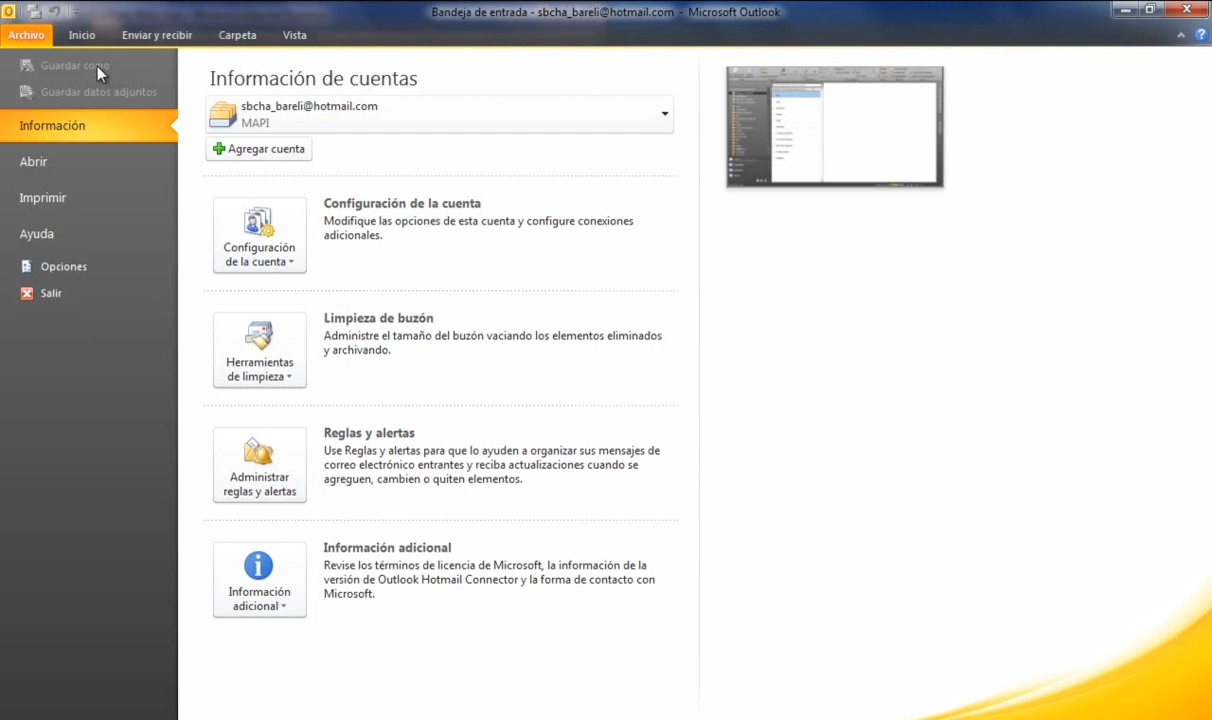 Bandeja de entrada - sbcha_bareli@hotmail.com - Microsoft Outlook
Archivo Inicio Enviar y recibir Carpeta Vista
Guardar como
Guardar datos adjuntos
Información
Abrir
Imprimir
Ayuda
Opciones
Salir
Información de cuentas
sbcha_bareli@hotmail.com
MAPI
Agregar cuenta
Configuración
de la cuenta
Configuración de la cuenta
Modifique las opciones de esta cuenta y configure conexiones
adicionales.
Herramientas
de limpieza
Limpieza de buzón
Administre el tamaño del buzón vaciando los elementos eliminados
y archivando.
Administrar
reglas y alertas
Reglas y alertas
Use Reglas y alertas para que lo ayuden a organizar sus mensajes de
correo electrónico entrantes y reciba actualizaciones cuando se
agreguen, cambien o quiten elementos.
Información
adicional
Información adicional
Revise los términos de licencia de Microsoft, la información de la
versión de Outlook Hotmail Connector y la forma de contacto con
Microsoft.